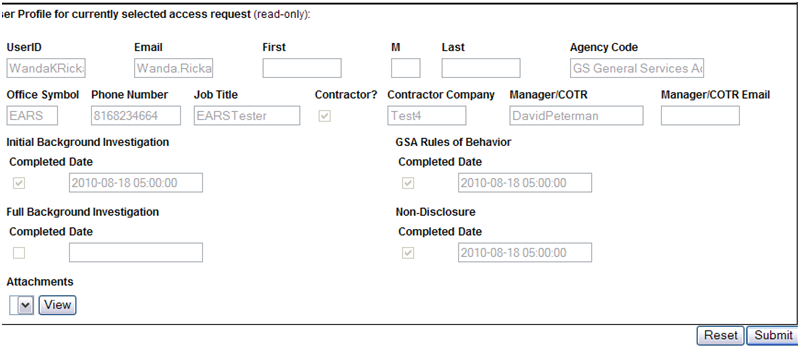 ser Profile for currently selected access request (read-only):
UserID Email First M Last Agency Code
WandaKRicka Wanda.Ricka GS General Services Ad
Office Symbol Phone Number Job Title Contractor? Contractor Company Manager/COTR Manager/COTR Email
EARS 8168234664 EARSTester Test4 DavidPeterman
Initial Background Investigation GSA Rules of Behavior
Completed Date Completed Date
2010-08-18 05:00:00 2010-08-18 05:00:00
Full Background Investigation Non-Disclosure
Completed Date Completed Date
2010-08-18 05:00:00
Attachments
View
Reset Submit